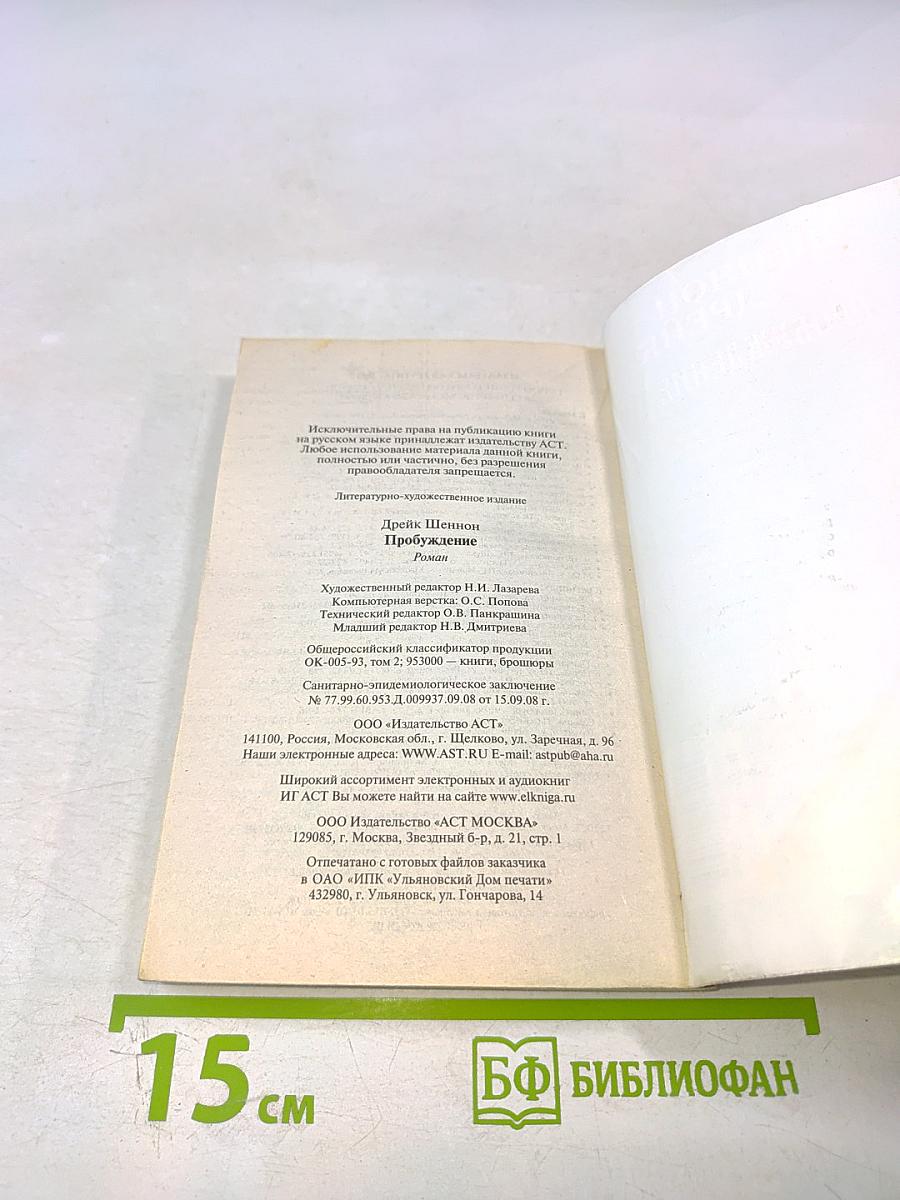 Исключительные права на публикацию книги
на русском языке принадлежат издательству АСТ.
Любое использование материала данной книги,
полностью или частично, без разрешения
правообладателя запрещается.
Литературно-художественное издание
Дрейк Шеннон
Пробуждение
Роман
Художественный редактор Н.И. Лазарева
Компьютерная верстка: О.С. Попова
Технический редактор О.В. Панкрашина
Младший редактор Н.В. Дмитриева
Общероссийский классификатор продукции
ОК-005-93, том 2; 953000 — книги, брошюры
Санитарно-эпидемиологическое заключение
№ 77.99.60.953.Д.009937.09.08 от 15.09.08 г.
ООО «Издательство АСТ»
141100, Россия, Московская обл., г. Щелково, ул. Заречная, д. 96
Наши электронные адреса: WWW.AST.RU E-mail: astpub@aha.ru
Широкий ассортимент электронных и аудиокниг
ИГ АСТ Вы можете найти на сайте www.elkniga.ru
ООО Издательство «АСТ МОСКВА»
129085, г. Москва, Звездный б-р, д. 21, стр. 1
Отпечатано с готовых файлов заказчика
в ОАО «ИПК «Ульяновский Дом печати»
432980, г. Ульяновск, ул. Гончарова, 14
15 см
БФ БИБЛИОФАН